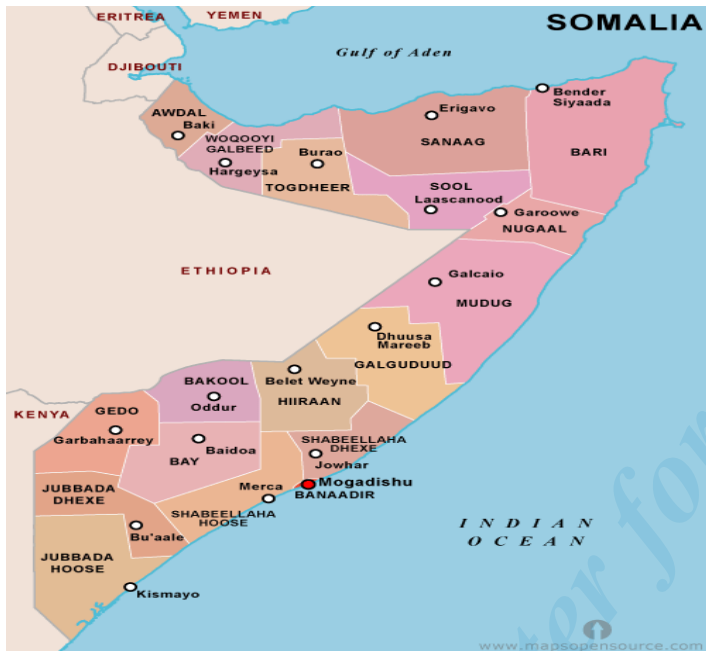 ERITREA
YEMEN
SOMALIA
Gulf of Aden
DJIBOUTI
Bender
Siyaada
AWDAL
Baki
Erigavo
WOQOOYI
GALBEED
SANAAG
BARI
Burao
Hargeysa
TOGDHEER
SOOL
Laascanood
Garoowe
NUGAAL
ETHIOPIA
Galcaio
MUDUG
Dhuusa
Mareeb
GALGUDUUD
BAKOOL
Belet Weyne
Oddur
HIIRAAN
KENYA
GEDO
Garbahaarrey
SHABEELLAHA
DHEXE
Baidoa
BAY
Jowhar
Mogadishu
BANAADIR
Merca
JUBBADA
DHEXE
SHABEELLAHA
HOOSE
INDIAN
OCEAN
Bu'aale
JUBBADA
HOOSE
Kismayo
ter for
www.mapsopensource.com